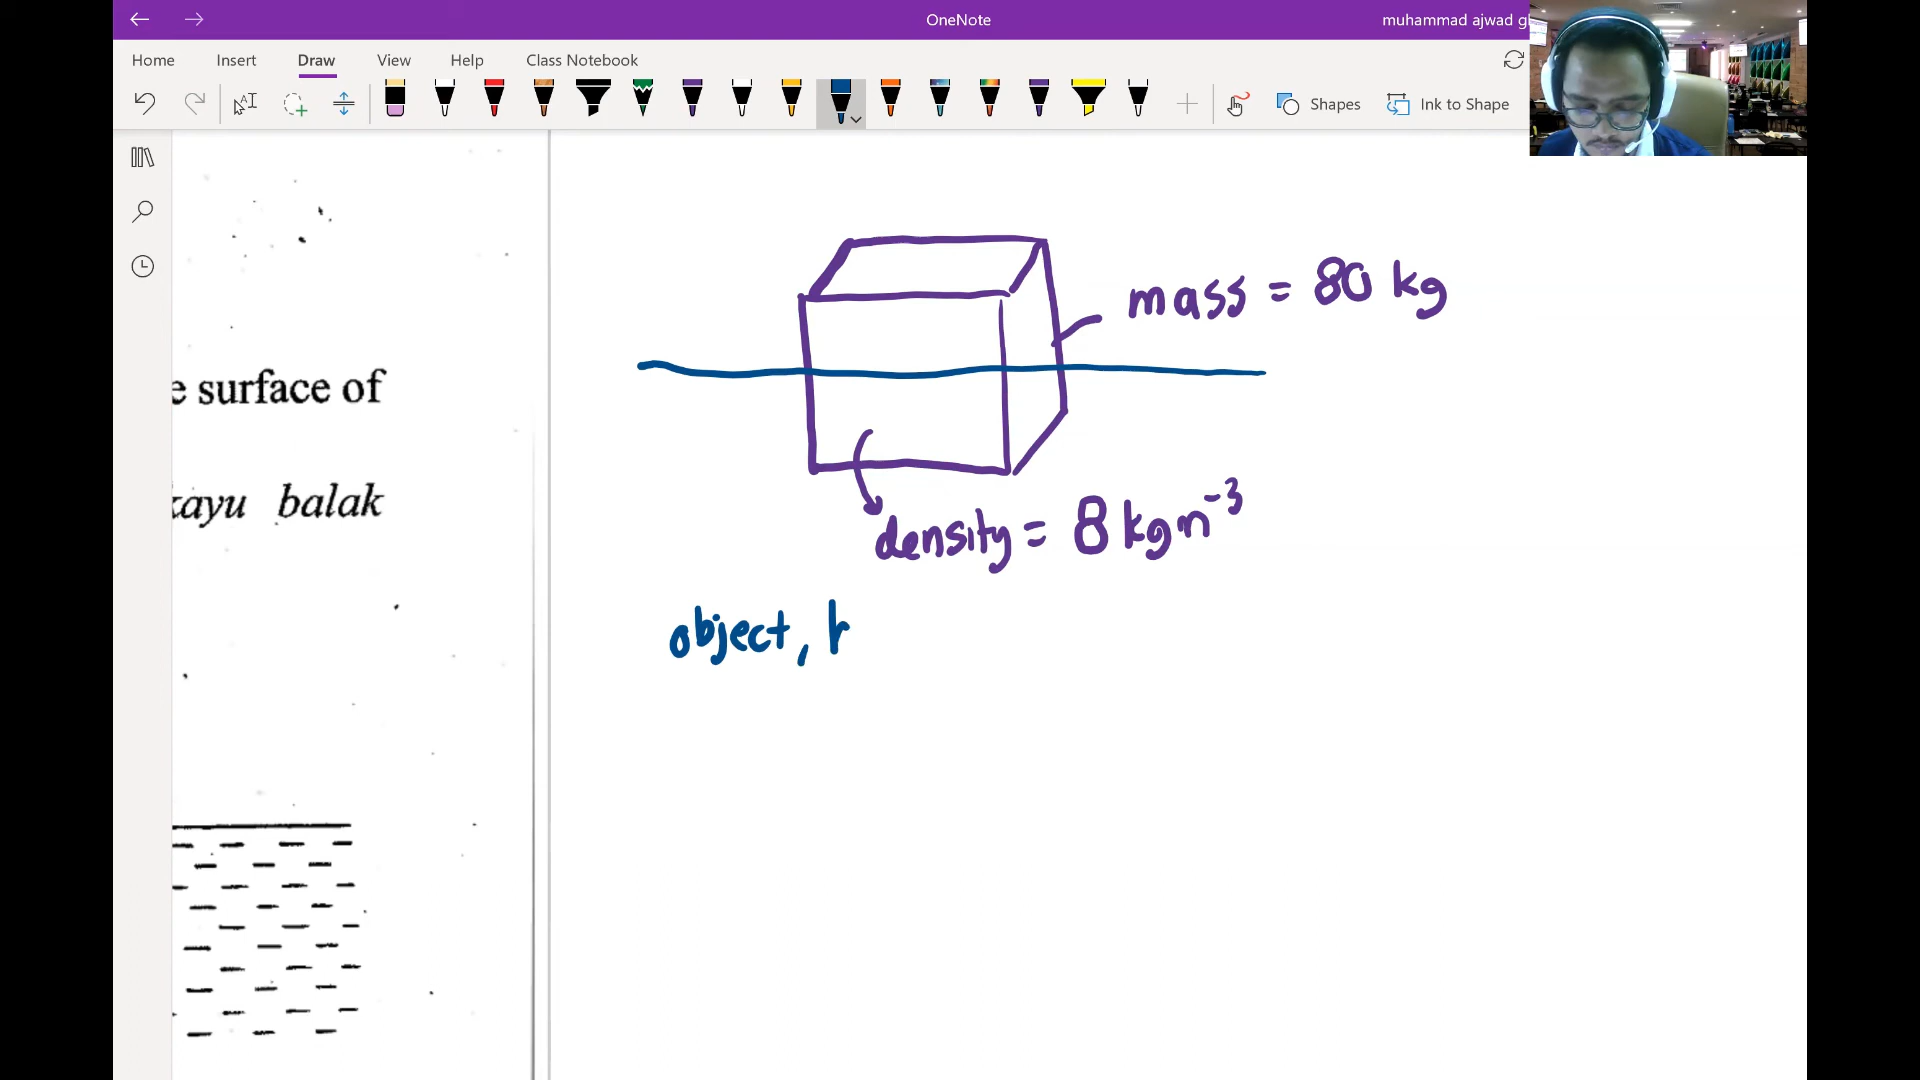 OneNote
muhammad ajwad
Home Insert Draw View Help Class Notebook
Shapes Ink to Shape
e surface of
kayu balak
mass = 80 kg
density = 8 kg m⁻³
object,